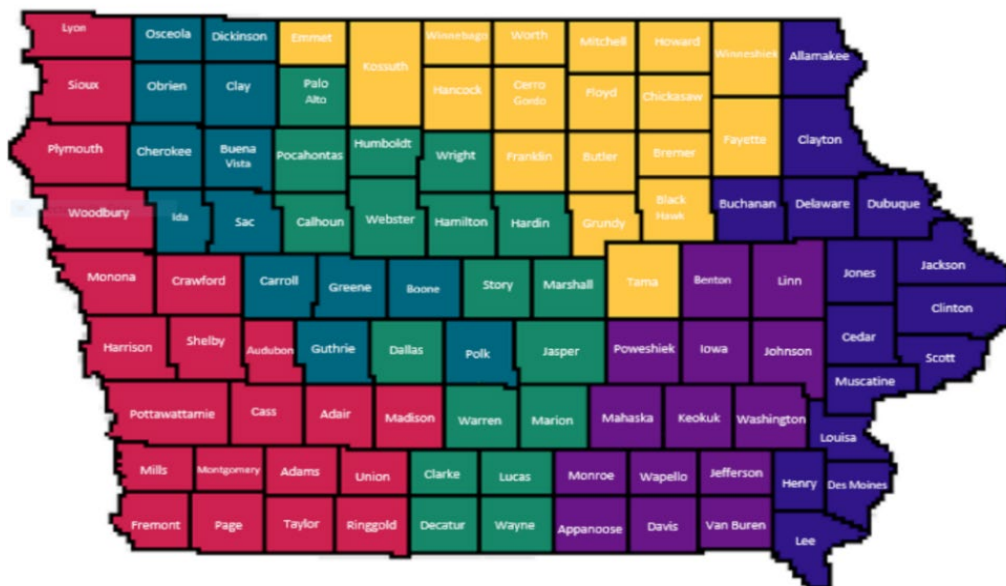 Lyon Osceola Dickinson Emmet Winnebago Worth Mitchell Howard Winneshiek Allamakee
Kossuth
Sioux Obrien Clay Palo Alto Hancock Cerro Gordo Floyd Chickasaw
Plymouth Cherokee Buena Vista Pocahontas Humboldt Wright Franklin Butler Bremer Fayette Clayton
Woodbury Ida Sac Calhoun Webster Hamilton Hardin Grundy Black Hawk Buchanan Delaware Dubuque
Monona Crawford Carroll Greene Boone Story Marshall Tama Benton Linn Jones Jackson
Clinton
Harrison Shelby Audubon Guthrie Dallas Polk Jasper Poweshiek Iowa Johnson Cedar Scott
Muscatine
Pottawattamie Cass Adair Madison Warren Marion Mahaska Keokuk Washington Louisa
Mills Montgomery Adams Union Clarke Lucas Monroe Wapello Jefferson Henry Des Moines
Fremont Page Taylor Ringgold Decatur Wayne Appanoose Davis Van Buren Lee